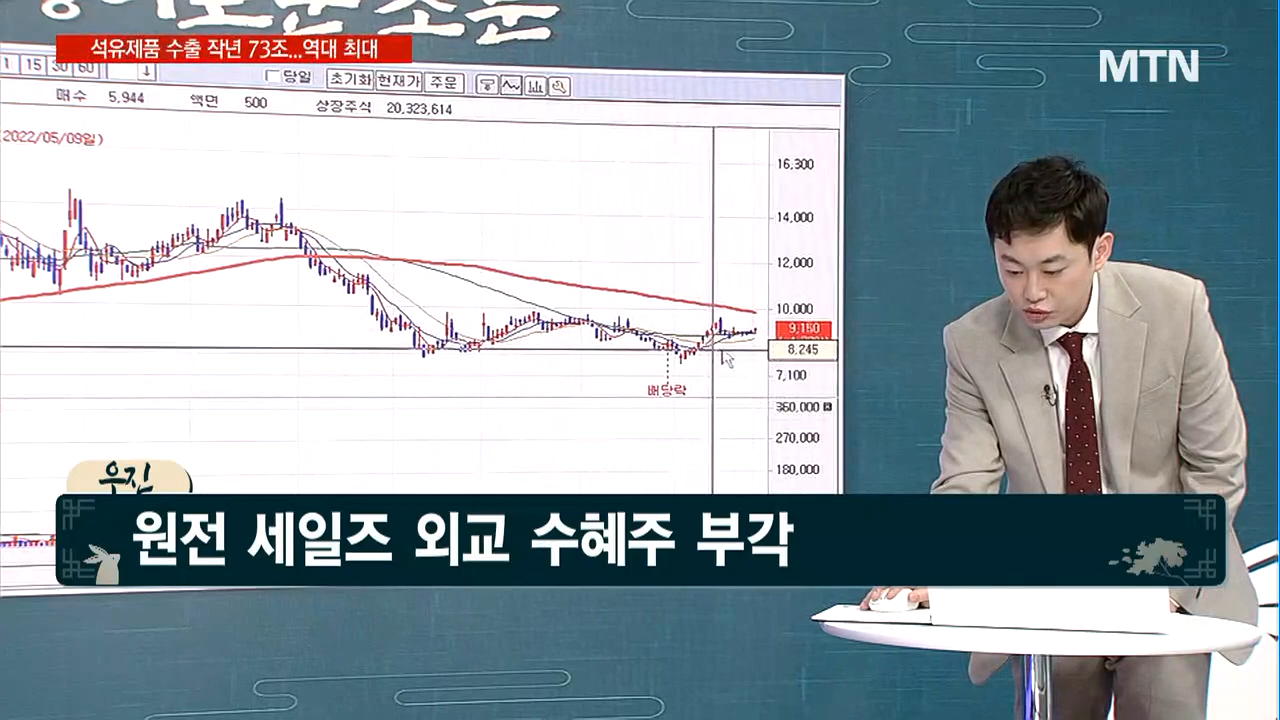 석유제품 수출 작년 73조...역대 최대
MTN
1 15 30 60
당일 초기화 현재가 주문
매수 5,944 액면 500 상장주식 20,323,614
(2022/05/09일)
16,300
14,000
12,000
10,000
9,150
8,245
7,100
배당락
360,000
270,000
180,000
우진
원전 세일즈 외교 수혜주 부각